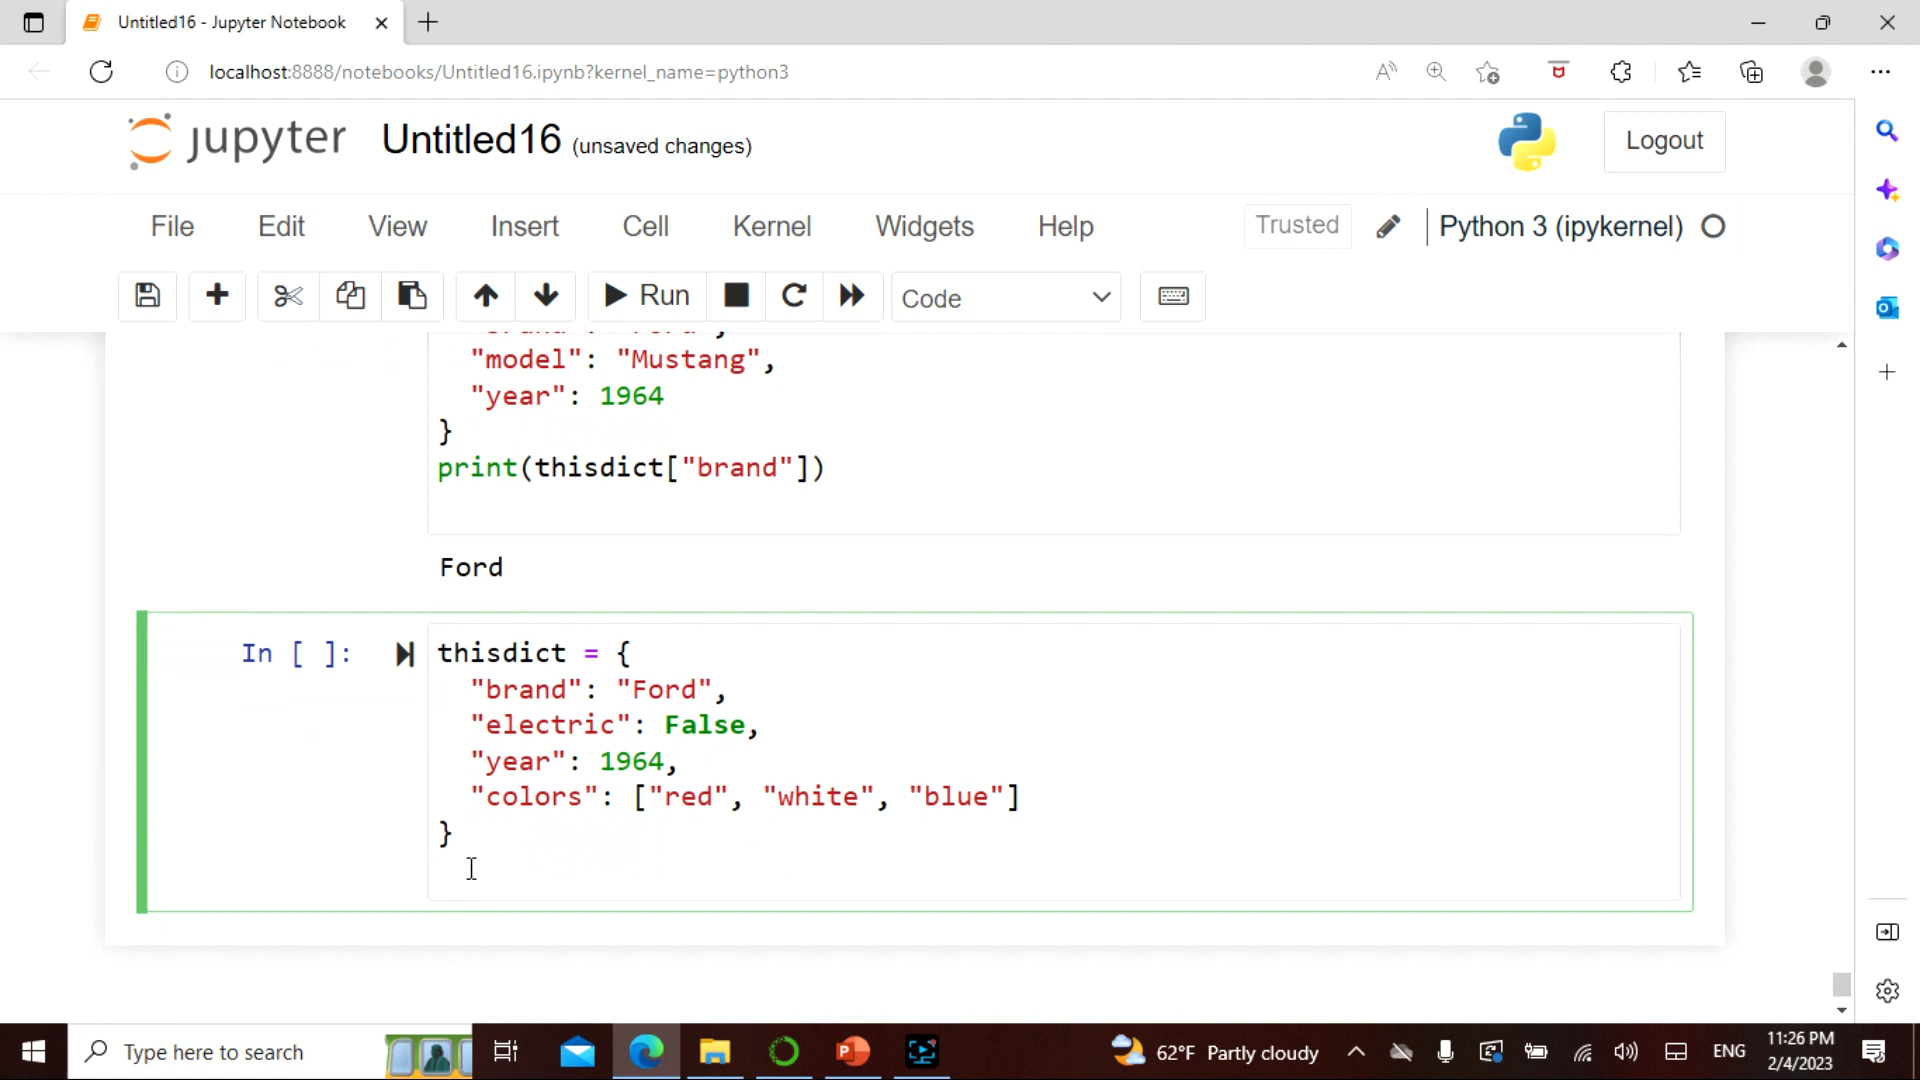 Untitled16 - Jupyter Notebook
localhost:8888/notebooks/Untitled16.ipynb?kernel_name=python3
jupyter Untitled16 (unsaved changes)
Logout
File Edit View Insert Cell Kernel Widgets Help Trusted Python 3 (ipykernel)
Run Code
"model": "Mustang",
"year": 1964
}
print(thisdict["brand"])
Ford
In [ ]: thisdict = {
"brand": "Ford",
"electric": False,
"year": 1964,
"colors": ["red", "white", "blue"]
}
Type here to search
62°F Partly cloudy
ENG
11:26 PM
2/4/2023